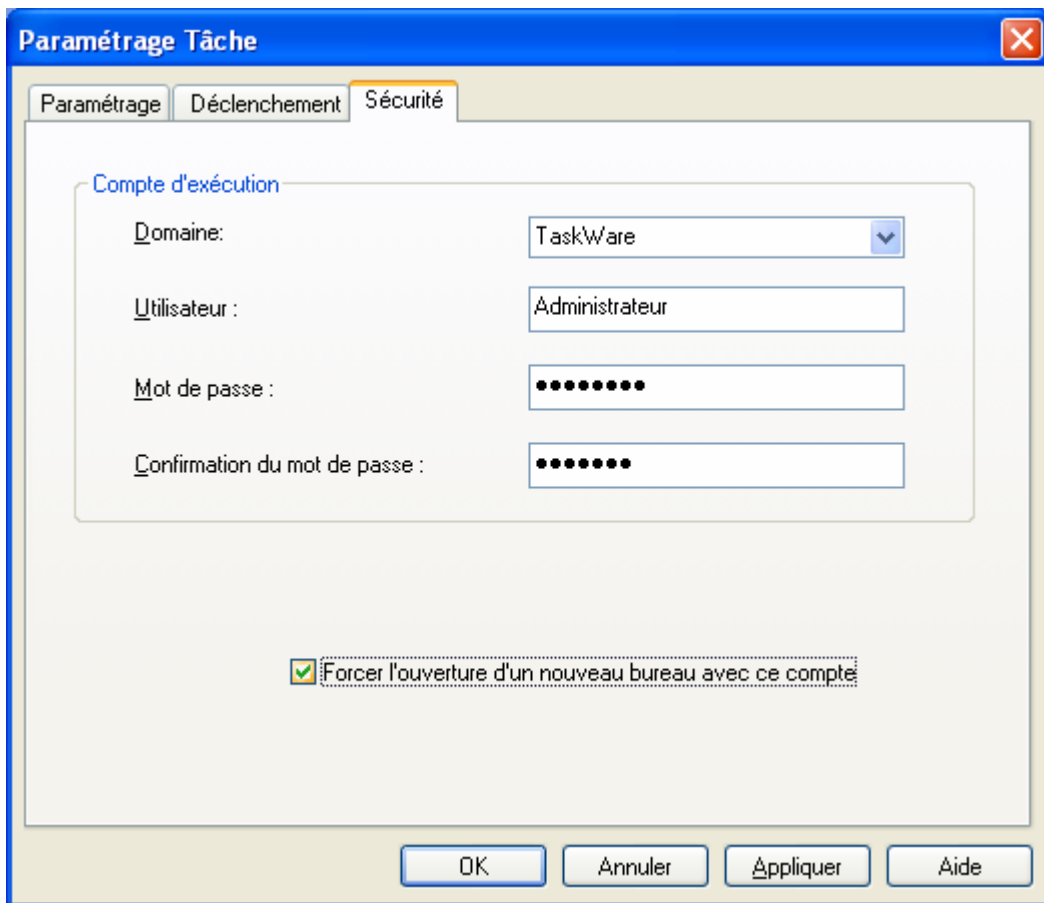 Paramétrage Tâche
Paramétrage Déclenchement Sécurité
Compte d'exécution
Domaine: TaskWare
Utilisateur : Administrateur
Mot de passe : ●●●●●●●●
Confirmation du mot de passe : ●●●●●●●
Forcer l'ouverture d'un nouveau bureau avec ce compte
OK Annuler Appliquer Aide